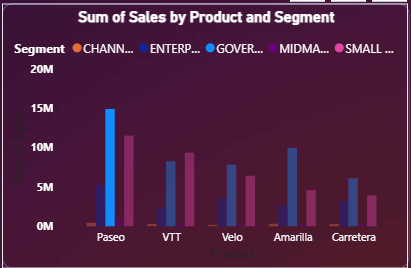 Sum of Sales by Product and Segment
Segment CHANN... ENTERP... GOVER... MIDMA... SMALL ...
20M
15M
10M
5M
0M
Paseo VTT Velo Amarilla Carretera
Product